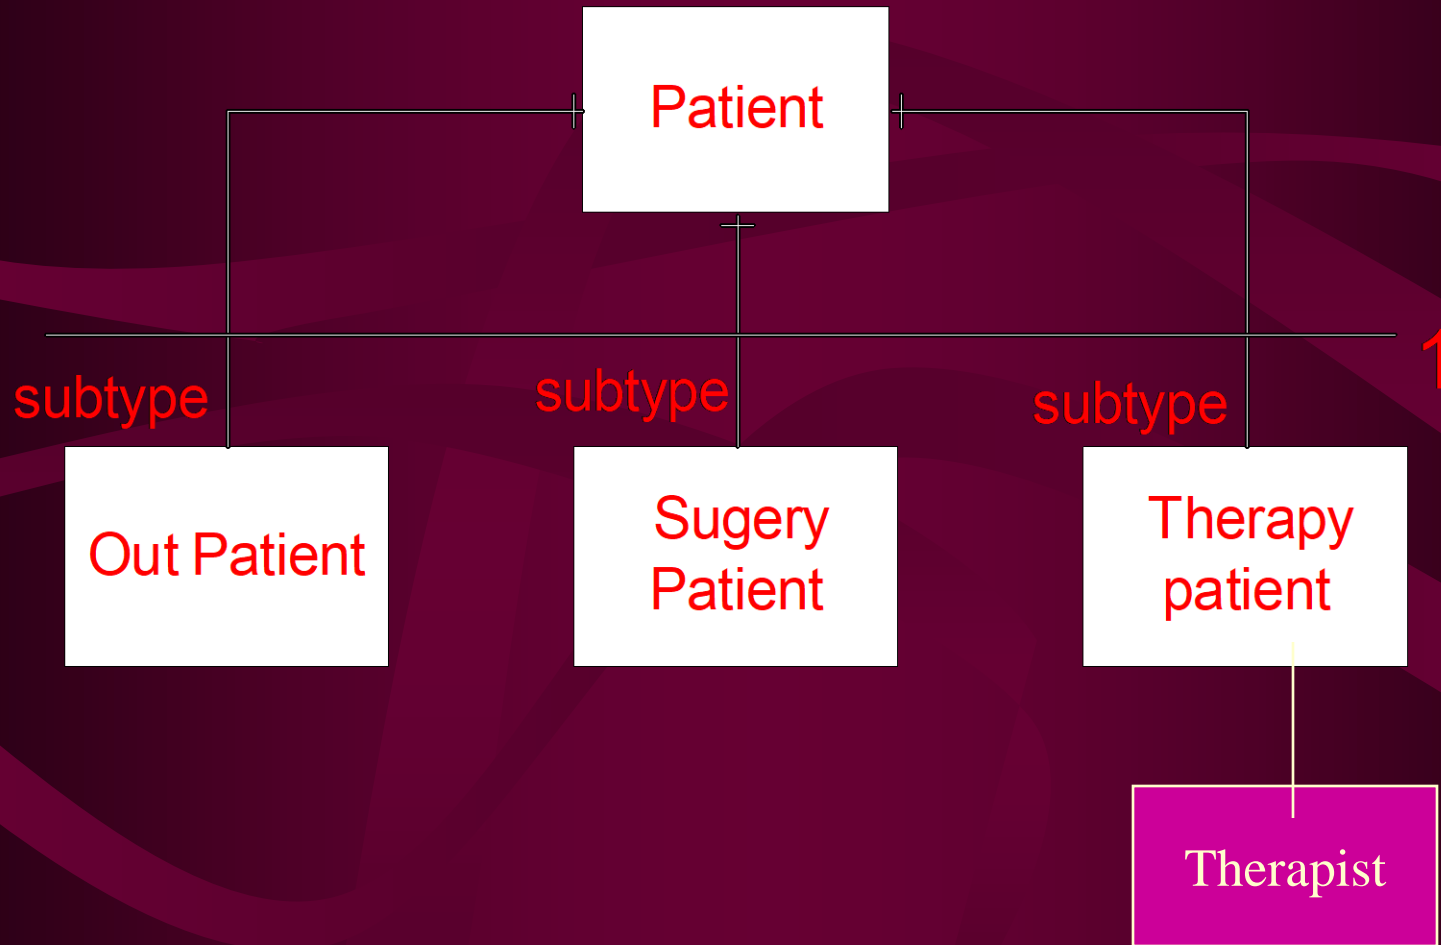 Patient
subtype
subtype
subtype
Out Patient
Sugery
Patient
Therapy
patient
Therapist